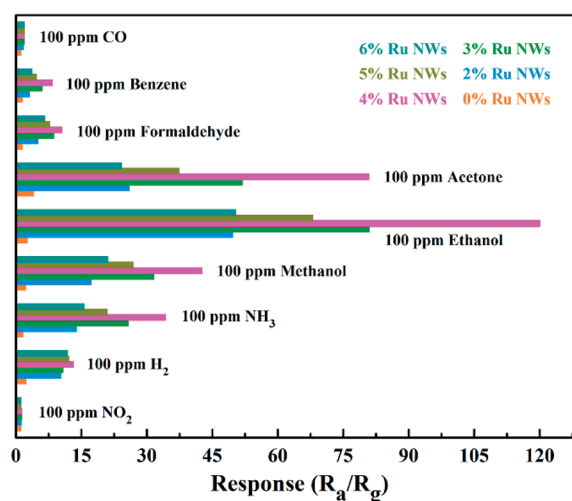 100 ppm CO
6% Ru NWs 3% Ru NWs
5% Ru NWs 2% Ru NWs
4% Ru NWs 0% Ru NWs
100 ppm Benzene
100 ppm Formaldehyde
100 ppm Acetone
100 ppm Ethanol
100 ppm Methanol
100 ppm NH₃
100 ppm H₂
100 ppm NO₂
0 15 30 45 60 75 90 105 120
Response (Rₐ/R_g)